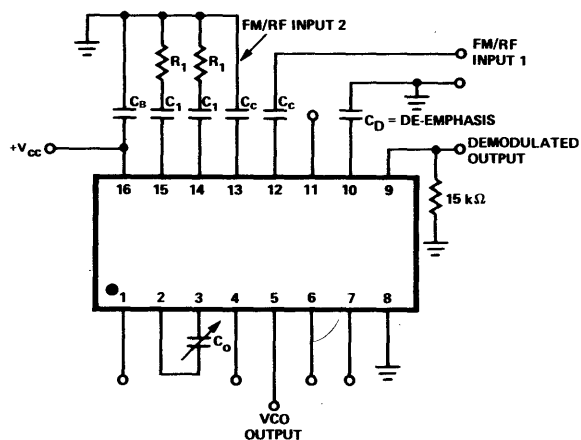 FM/RF INPUT 2
FM/RF
INPUT 1
R1
R1
CB
C1
C1
CC
CC
CD = DE-EMPHASIS
+VCC
DEMODULATED
OUTPUT
15 kΩ
16 15 14 13 12 11 10 9
1 2 3 4 5 6 7 8
CO
VCO
OUTPUT